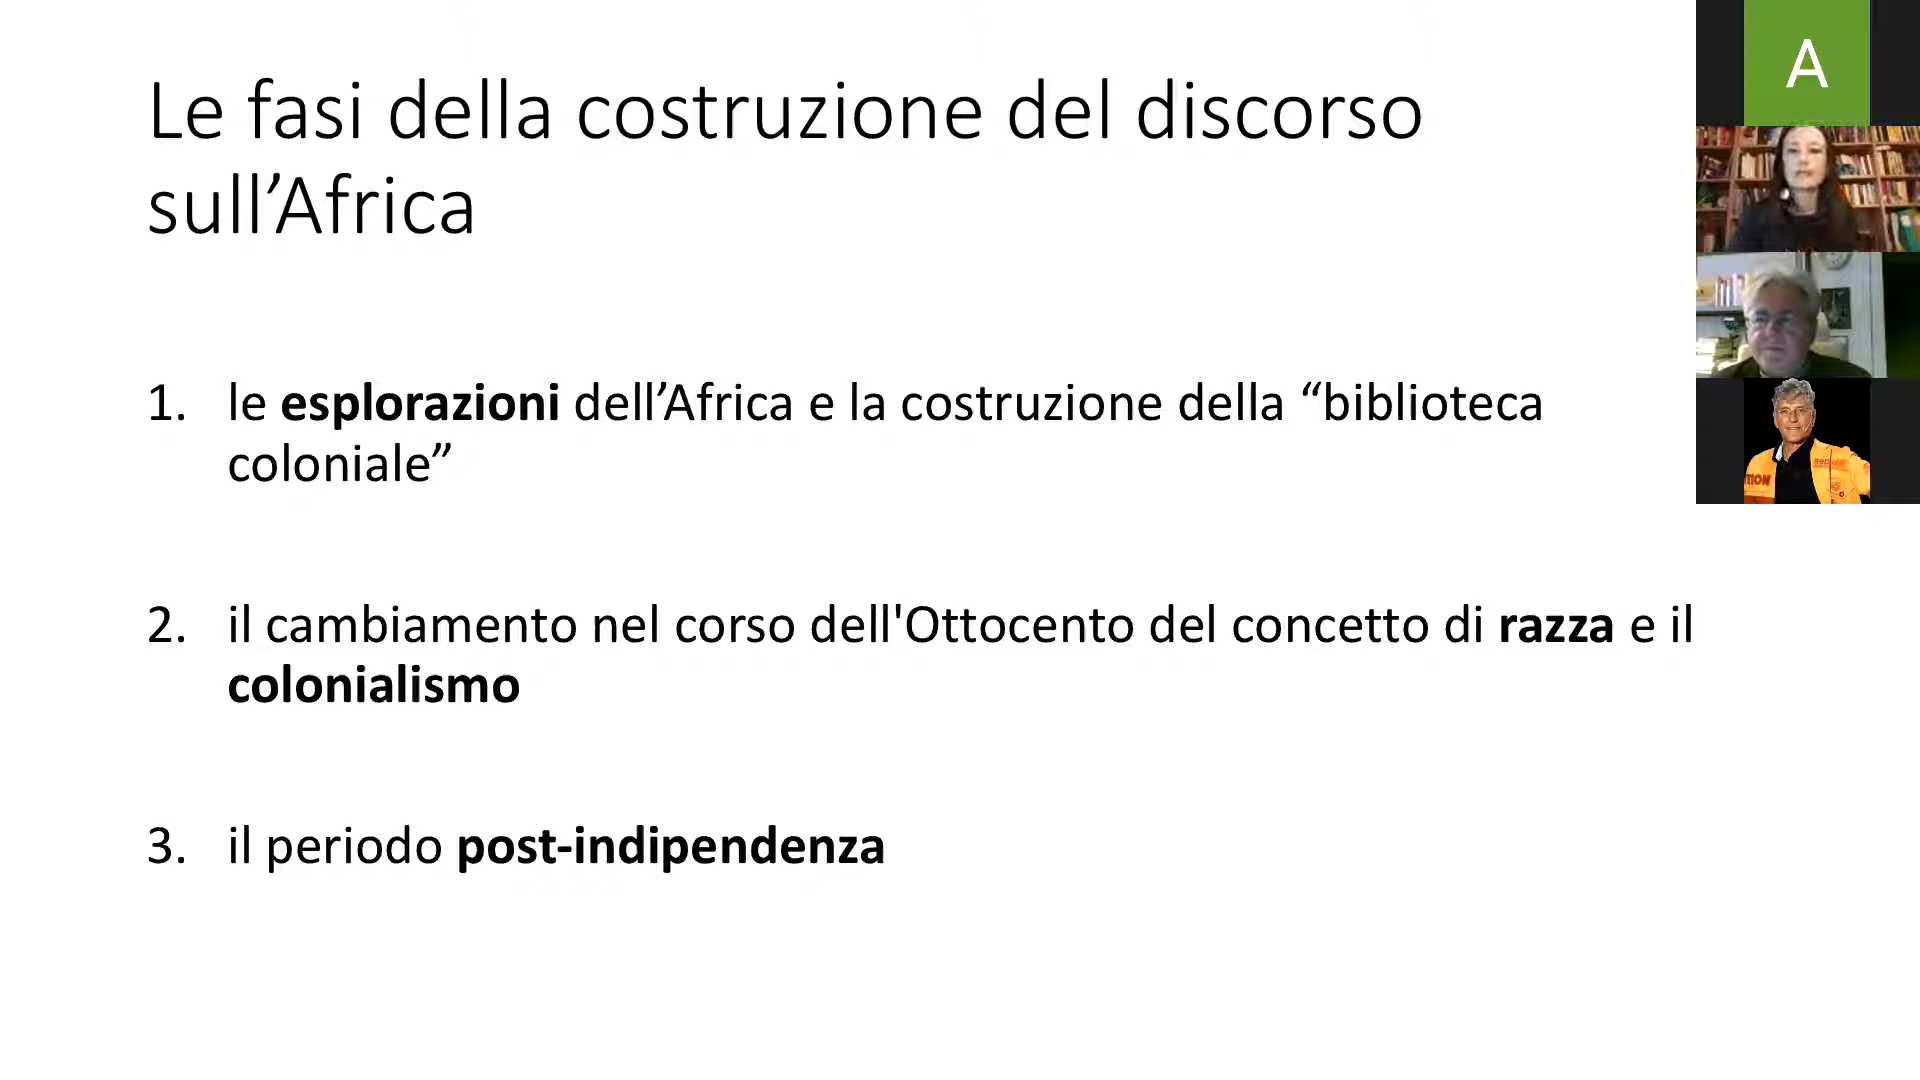 Le fasi della costruzione del discorso
sull’Africa
1. le esplorazioni dell’Africa e la costruzione della “biblioteca
coloniale”
2. il cambiamento nel corso dell'Ottocento del concetto di razza e il
colonialismo
3. il periodo post-indipendenza
A
TION